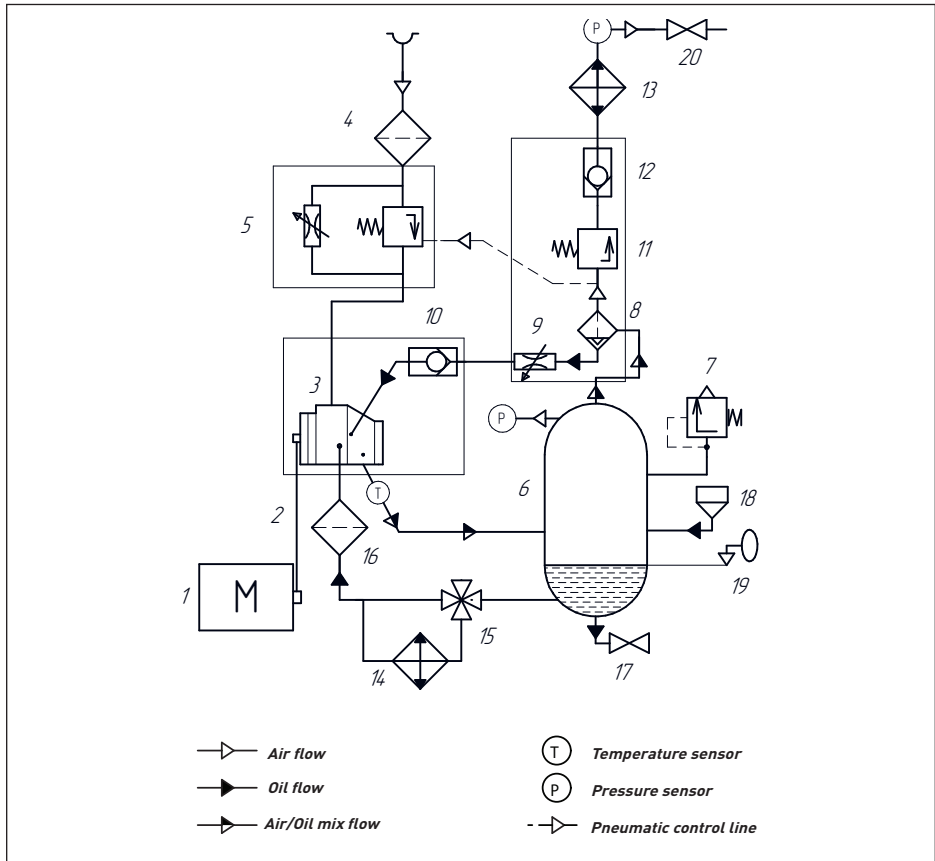 P
20
13
4
12
5
11
8
9
10
7
3
P
6
18
T
2
16
19
1
M
15
17
14
Air flow
T
Temperature sensor
Oil flow
P
Pressure sensor
Air/Oil mix flow
Pneumatic control line